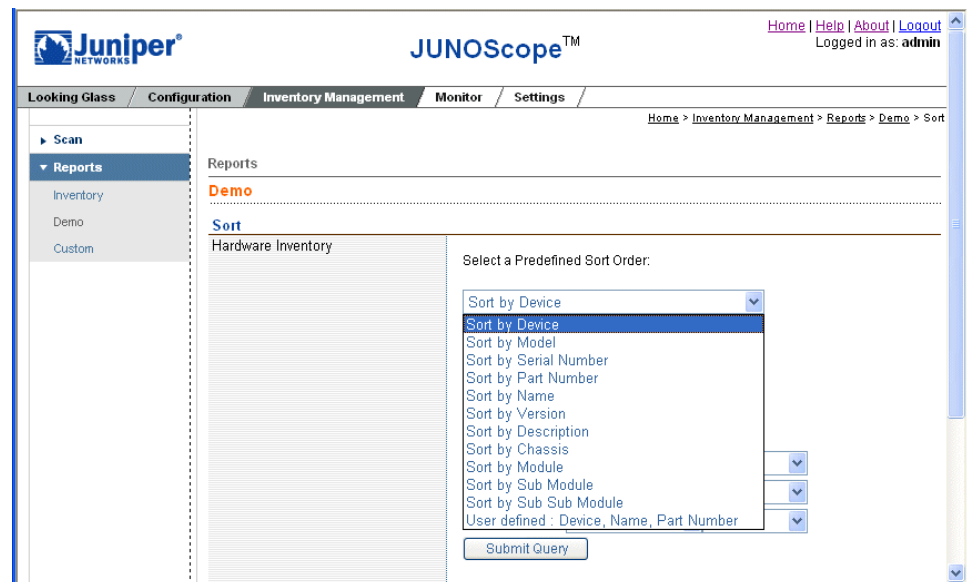 Home | Help | About | Logout
Logged in as: admin
Juniper®
NETWORKS
JUNOScope™
Looking Glass / Configuration / Inventory Management / Monitor / Settings /
Home > Inventory Management > Reports > Demo > Sort
Scan
Reports
Inventory
Demo
Custom
Reports
Demo
Sort
Hardware Inventory
Select a Predefined Sort Order:
Sort by Device
Sort by Device
Sort by Model
Sort by Serial Number
Sort by Part Number
Sort by Name
Sort by Version
Sort by Description
Sort by Chassis
Sort by Module
Sort by Sub Module
Sort by Sub Sub Module
User defined : Device, Name, Part Number
Submit Query